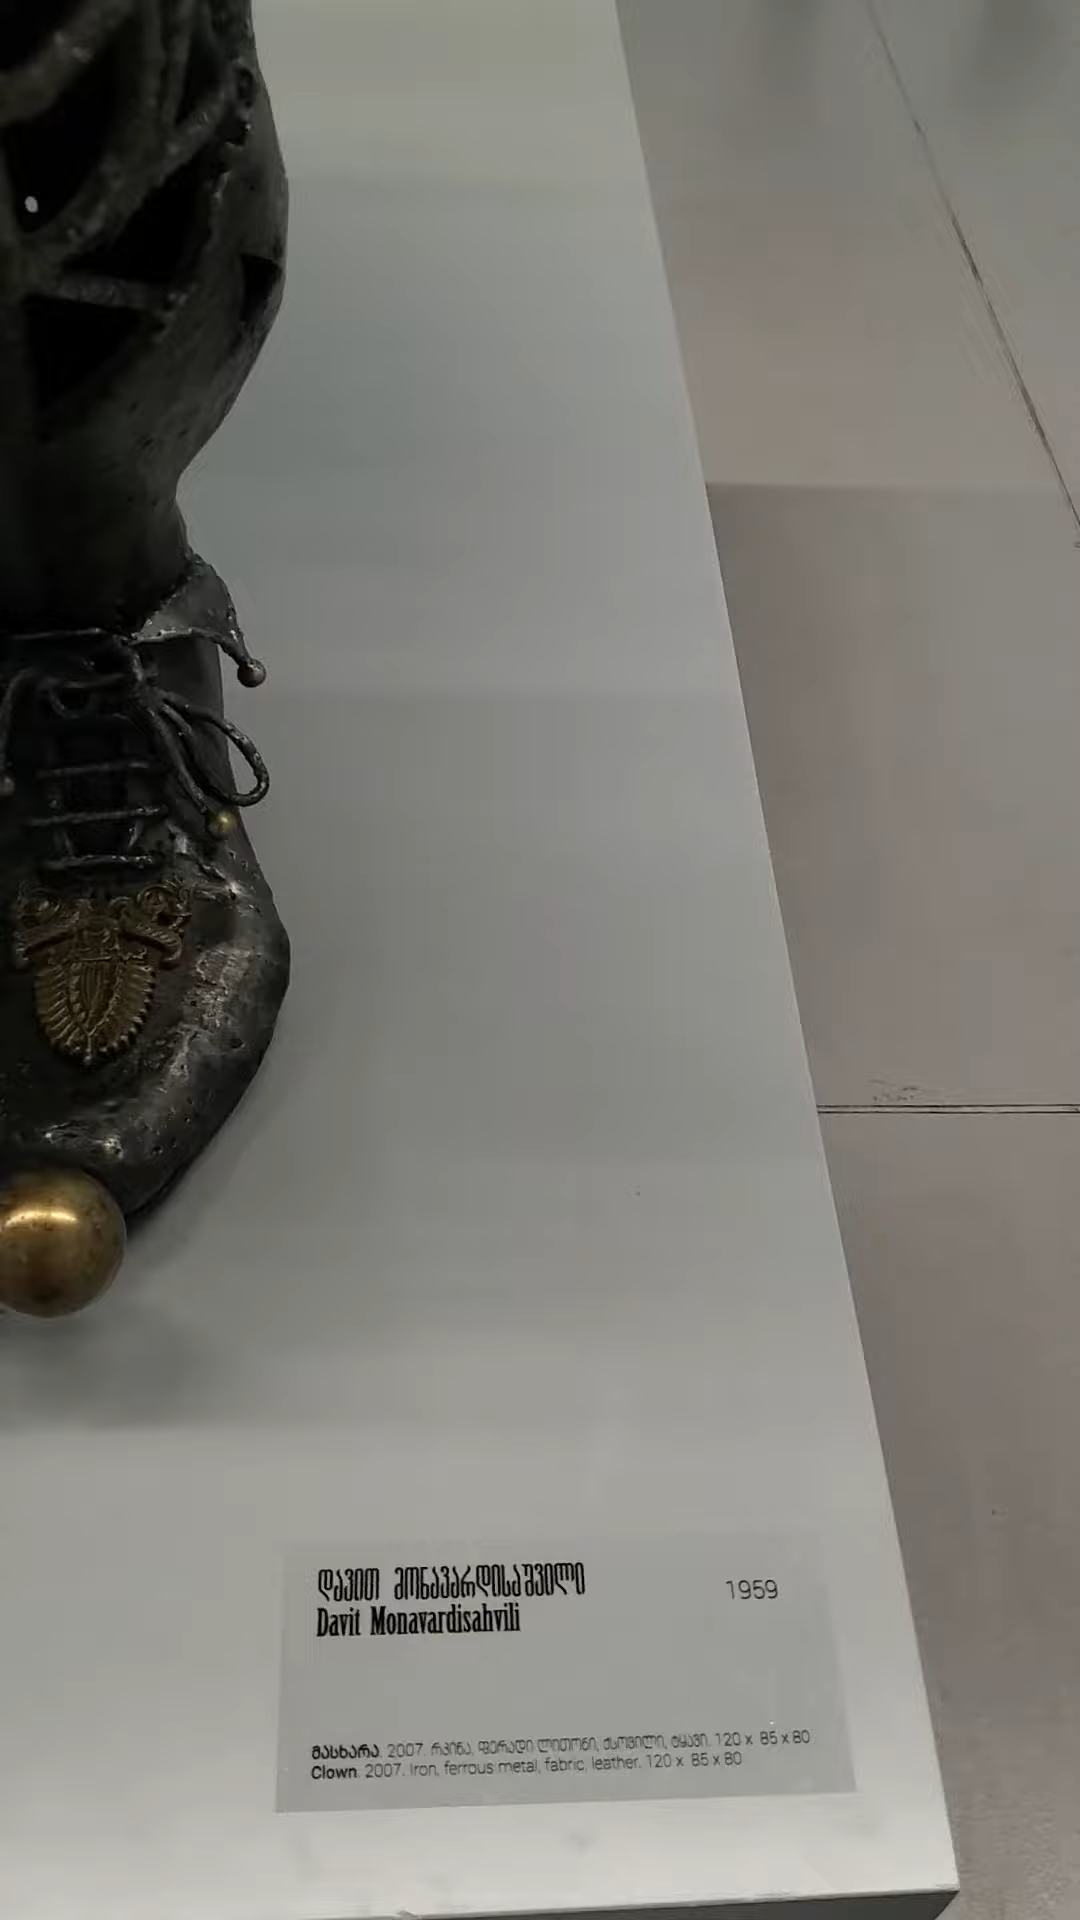 დავით მონავარდისაშვილი 1959
Davit Monavardisahvili
მასხარა. 2007. რკინა, ფერადი ლითონი, ქსოვილი, ტყავი. 120 x 85 x 80
Clown. 2007. Iron, ferrous metal, fabric, leather. 120 x 85 x 80